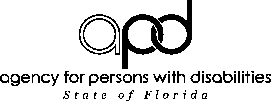 apd
agency for persons with disabilities
State of Florida